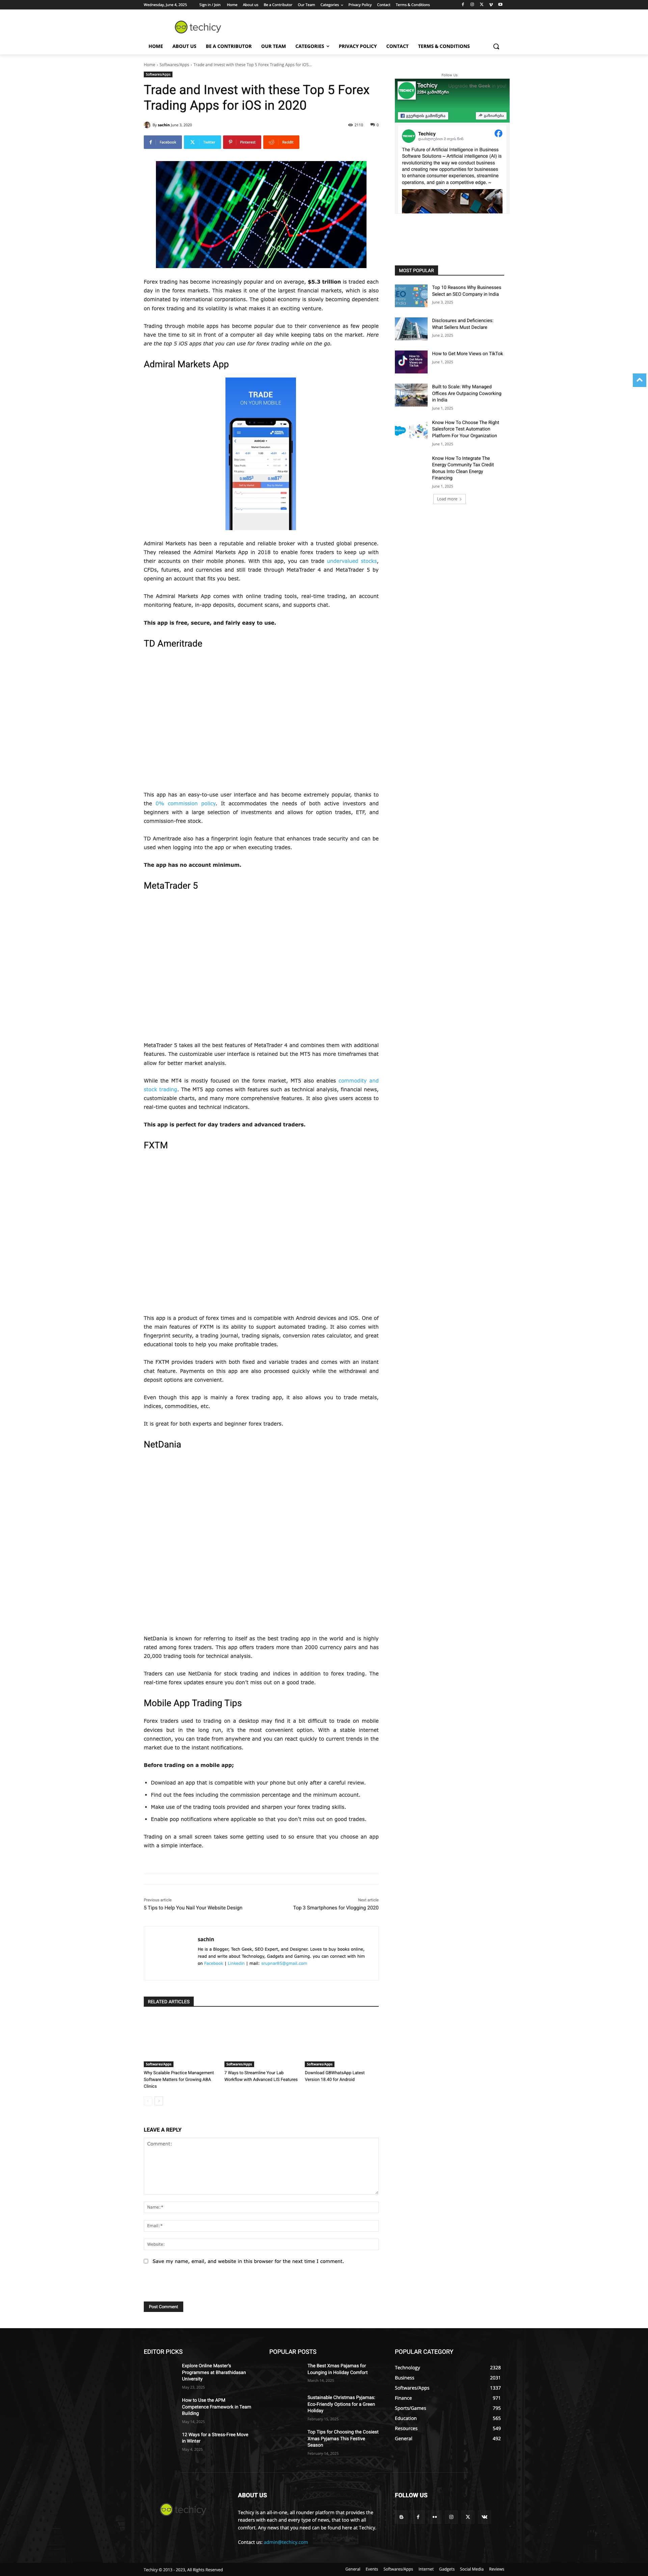 Wednesday, June 4, 2025 Sign in / Join Home About us Be a Contributor Our Team Categories Privacy Policy Contact Terms & Conditions
techicy
HOME ABOUT US BE A CONTRIBUTOR OUR TEAM CATEGORIES PRIVACY POLICY CONTACT TERMS & CONDITIONS
Home › Softwares/Apps › Trade and Invest with these Top 5 Forex Trading Apps for iOS...
Softwares/Apps
Trade and Invest with these Top 5 Forex
Trading Apps for iOS in 2020
By sachin June 3, 2020 2110 0
Facebook Twitter Pinterest ReddIt
Forex trading has been increasingly popular and on an average, $5.3 trillion is traded each
day in the forex markets. This makes it one of the largest financial markets, which is also
dominated by international corporations. The global economy is slowly becoming dependent
on forex trading and its volatility is what makes it an exciting venture.
Trading through mobile apps has become popular due to their convenience as few people
have the time to sit in front of a computer all day even when the markets are open. Here
are the top 5 iOS apps that you can use for forex trading while on the go.
Admiral Markets App
TRADE
ON YOUR MOBILE
Admiral Markets has been a reputable and reliable broker with a trusted global presence.
They released the Admiral Markets App in 2018 to enable forex traders to keep up with
their accounts on their mobile phones. With this app, you can trade undervalued stocks,
CFDs, futures, and currencies and still trade through MetaTrader 4 and MetaTrader 5 by
opening an account that fits you best.
The Admiral Markets App comes with online trading tools, real-time trading, an account
monitoring feature, in-app deposits, document scans, and supports chat.
This app is free, secure, and fairly easy to use.
TD Ameritrade
This app has an easy-to-use user interface and has become extremely popular, thanks to
the 0% commission policy. It accommodates the needs of both active investors and
beginners with a large selection of investments and allows for option trades, ETF, and
commission-free stock.
TD Ameritrade also has a fingerprint login feature that enhances trade security and can be
used when logging into the app or when executing trades.
The app has no account minimum.
MetaTrader 5
MetaTrader 5 takes all the best features of MetaTrader 4 and combines them with additional
features. The customizable user interface is retained but the MT5 has more timeframes that
allow for better market analysis.
While the MT4 is mostly focused on the forex market, MT5 also enables commodity and
stock trading. The MT5 app comes with features such as technical analysis, financial news,
customizable charts, and many more comprehensive features. It also gives users access to
real-time quotes and technical indicators.
This app is perfect for day traders and advanced traders.
FXTM
This app is a product of forex times and is compatible with Android devices and iOS. One of
the main features of FXTM is its ability to support automated trading. It also comes with
fingerprint security, a trading journal, trading signals, conversion rates calculator, and great
educational tools to help you make profitable trades.
The FXTM provides traders with both fixed and variable trades and comes with an instant
chat feature. Payments on this app are also processed quickly while the withdrawal and
deposit options are convenient.
Even though this app is mainly a forex trading app, it also allows you to trade metals,
indices, commodities, etc.
It is great for both experts and beginner forex traders.
NetDania
NetDania is known for referring to itself as the best trading app in the world and is highly
rated among forex traders. This app offers traders more than 2000 currency pairs and has
20,000 trading tools for technical analysis.
Traders can use NetDania for stock trading and indices in addition to forex trading. The
real-time forex updates ensure you don't miss out on a good trade.
Mobile App Trading Tips
Forex traders used to trading on a desktop may find it a bit difficult to trade on mobile
devices but in the long run, it's the most convenient option. With a stable internet
connection, you can trade from anywhere and you can react quickly to current trends in the
market due to the instant notifications.
Before trading on a mobile app;
• Download an app that is compatible with your phone but only after a careful review.
• Find out the fees including the commission percentage and the minimum account.
• Make use of the trading tools provided and sharpen your forex trading skills.
• Enable pop notifications where applicable so that you don't miss out on good trades.
Trading on a small screen takes some getting used to so ensure that you choose an app
with a simple interface.
Previous article Next article
5 Tips to Help You Nail Your Website Design Top 3 Smartphones for Vlogging 2020
sachin
He is a Blogger, Tech Geek, SEO Expert, and Designer. Loves to buy books online,
read and write about Technology, Gadgets and Gaming. you can connect with him
on Facebook | Linkedin | mail: srupnar85@gmail.com
RELATED ARTICLES
Softwares/Apps Softwares/Apps Softwares/Apps
Why Scalable Practice Management
Software Matters for Growing ABA
Clinics
7 Ways to Streamline Your Lab
Workflow with Advanced LIS Features
Download GBWhatsApp Latest
Version 18.40 for Android
LEAVE A REPLY
Comment:
Name:*
Email:*
Website:
Save my name, email, and website in this browser for the next time I comment.
Post Comment
Follow Us
Techicy
Techicy
The Future of Artificial Intelligence in Business
Software Solutions – Artificial intelligence (AI) is
revolutionizing the way we conduct business
and creating new opportunities for businesses
to enhance consumer experiences, streamline
operations, and gain a competitive edge. –
MOST POPULAR
Top 10 Reasons Why Businesses
Select an SEO Company in India
June 3, 2025
Disclosures and Deficiencies:
What Sellers Must Declare
June 2, 2025
How to Get More Views on TikTok
June 1, 2025
Built to Scale: Why Managed
Offices Are Outpacing Coworking
in India
June 1, 2025
Know How To Choose The Right
Salesforce Test Automation
Platform For Your Organization
June 1, 2025
Know How To Integrate The
Energy Community Tax Credit
Bonus Into Clean Energy
Financing
June 1, 2025
Load more
EDITOR PICKS
Explore Online Master's
Programmes at Bharathidasan
University
May 23, 2025
How to Use the APM
Competence Framework in Team
Building
May 14, 2025
12 Ways for a Stress-Free Move
in Winter
May 4, 2025
POPULAR POSTS
The Best Xmas Pajamas for
Lounging in Holiday Comfort
Sustainable Christmas Pyjamas:
Eco-Friendly Options for a Green
Holiday
Top Tips for Choosing the Coziest
Xmas Pyjamas This Festive
Season
POPULAR CATEGORY
Technology 2328
Business 2031
Softwares/Apps 1337
Finance 971
Sports/Games 795
Education 565
Resources 549
General 492
techicy
ABOUT US
Techicy is an all-in-one, all rounder platform that provides the
readers with each and every type of news, that too with all
comfort. Any news that you need can be found here at Techicy.
Contact us: admin@techicy.com
FOLLOW US
Techicy © 2013 - 2023, All Rights Reserved
General Events Softwares/Apps Internet Gadgets Social Media Reviews